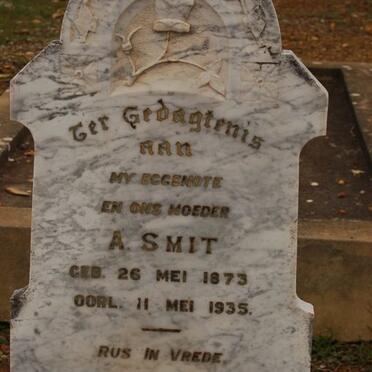 Ter Gedagtenis
AAN
MY EGGENOTE
EN ONS MOEDER
A. SMIT
GEB. 26 MEI 1873
OORL. 11 MEI 1935.
RUS IN VREDE